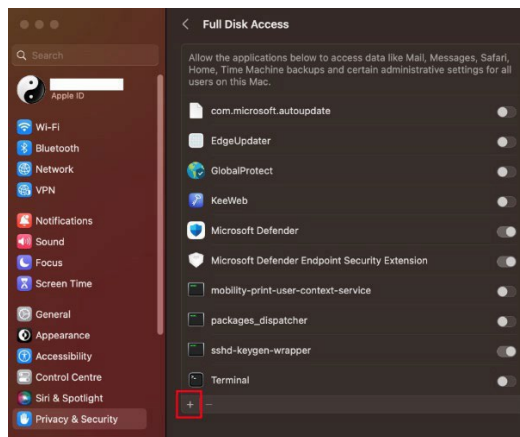 Full Disk Access
Search
Apple ID
Wi-Fi
Bluetooth
Network
VPN
Notifications
Sound
Focus
Screen Time
General
Appearance
Accessibility
Control Centre
Siri & Spotlight
Privacy & Security
Allow the applications below to access data like Mail, Messages, Safari,
Home, Time Machine backups and certain administrative settings for all
users on this Mac.
com.microsoft.autoupdate
EdgeUpdater
GlobalProtect
KeeWeb
Microsoft Defender
Microsoft Defender Endpoint Security Extension
mobility-print-user-context-service
packages_dispatcher
sshd-keygen-wrapper
Terminal